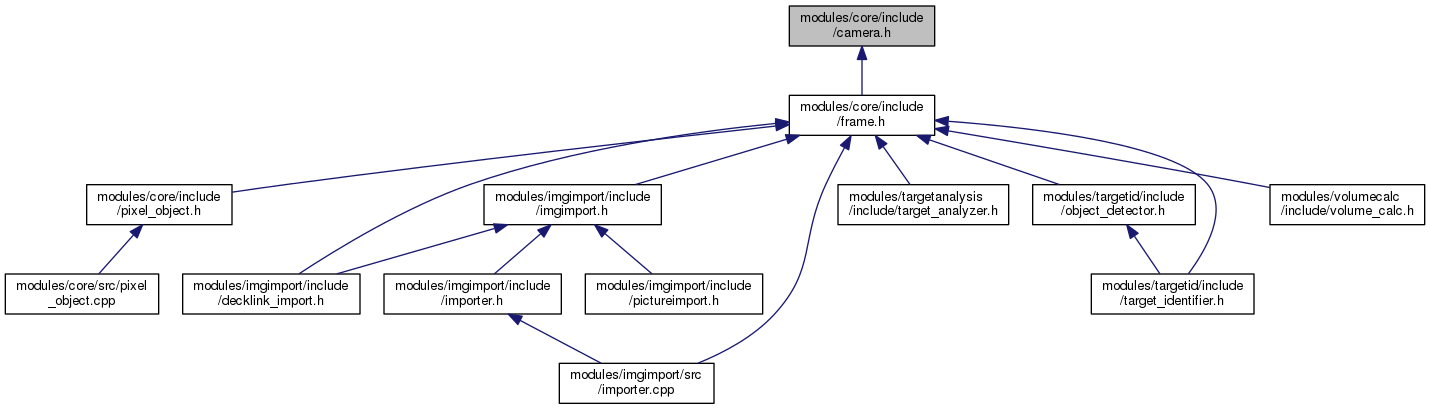 modules/core/include
/camera.h
modules/core/include
/frame.h
modules/core/include
/pixel_object.h
modules/imgimport/include
/imgimport.h
modules/targetanalysis
/include/target_analyzer.h
modules/targetid/include
/object_detector.h
modules/volumecalc
/include/volume_calc.h
modules/core/src/pixel
_object.cpp
modules/imgimport/include
/decklink_import.h
modules/imgimport/include
/importer.h
modules/imgimport/include
/pictureimport.h
modules/targetid/include
/target_identifier.h
modules/imgimport/src
/importer.cpp